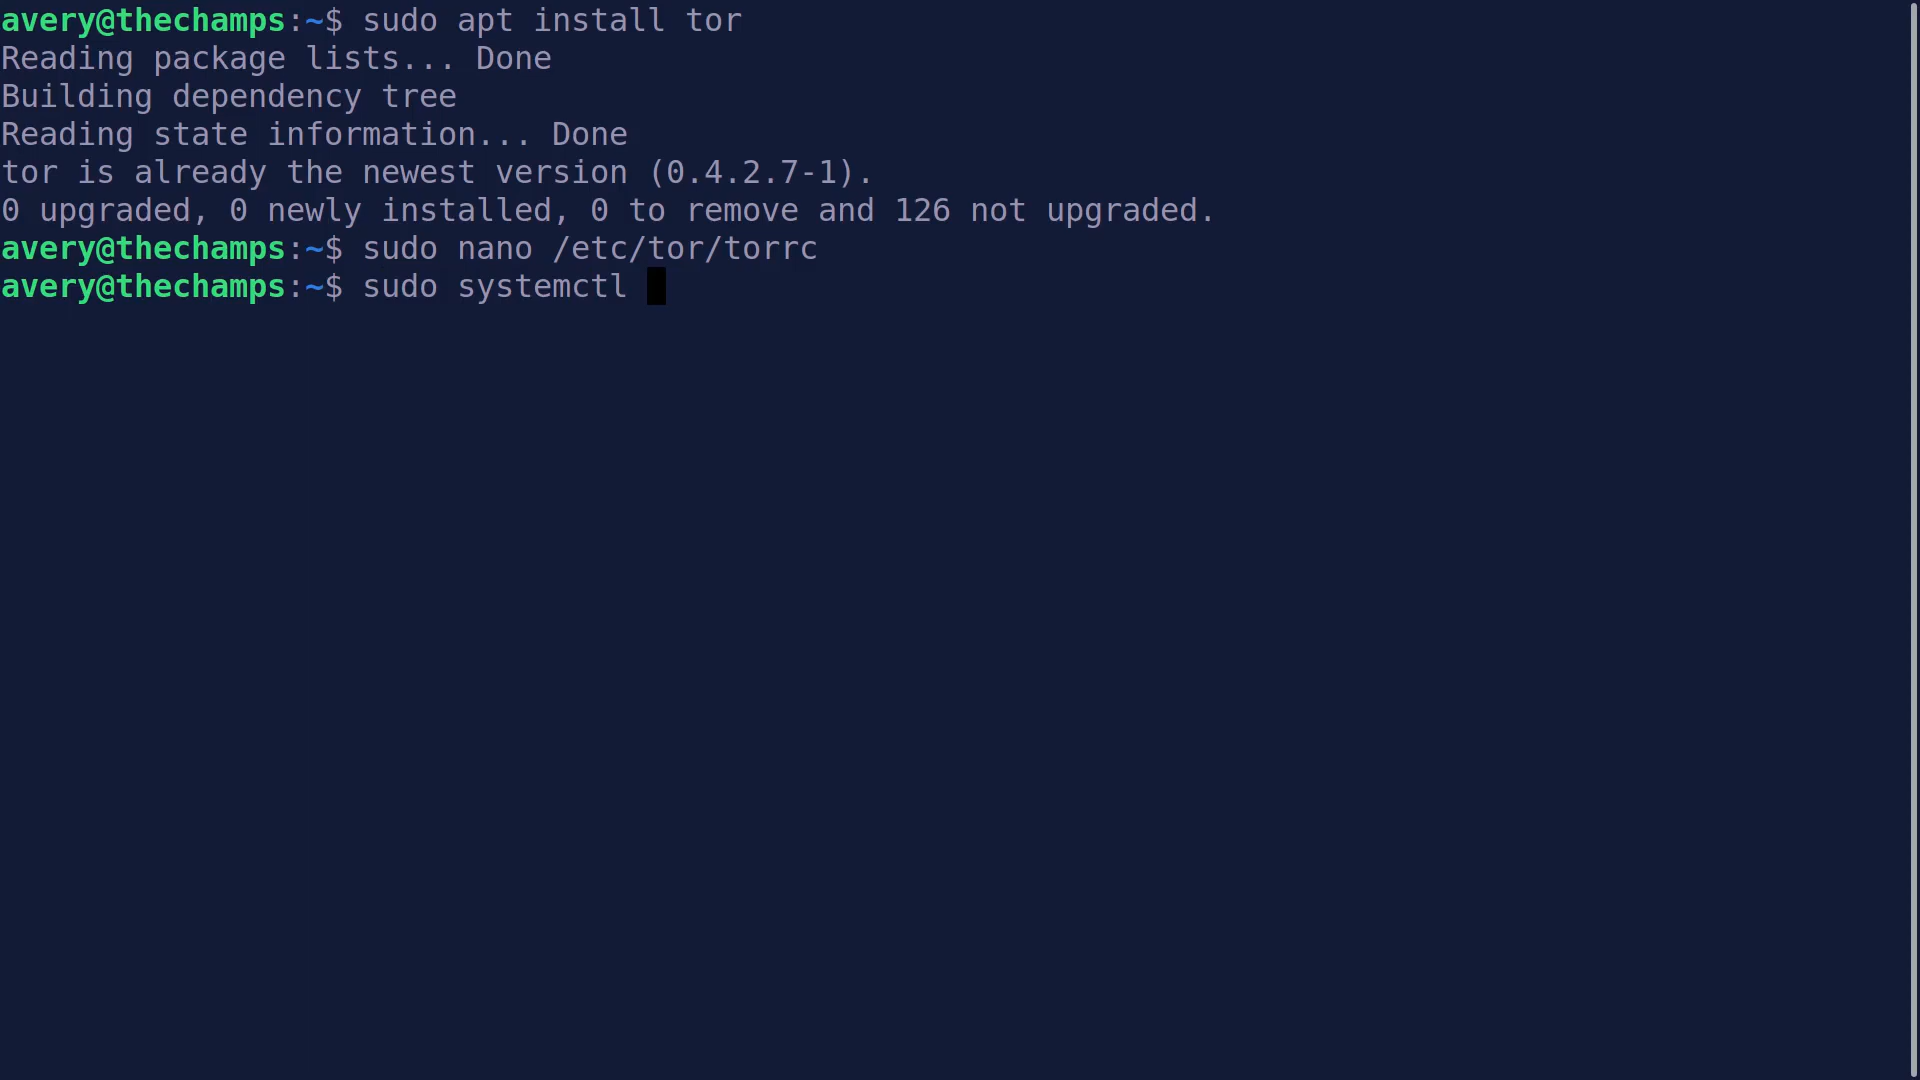 avery@thechamps:~$ sudo apt install tor
Reading package lists... Done
Building dependency tree
Reading state information... Done
tor is already the newest version (0.4.2.7-1).
0 upgraded, 0 newly installed, 0 to remove and 126 not upgraded.
avery@thechamps:~$ sudo nano /etc/tor/torrc
avery@thechamps:~$ sudo systemctl